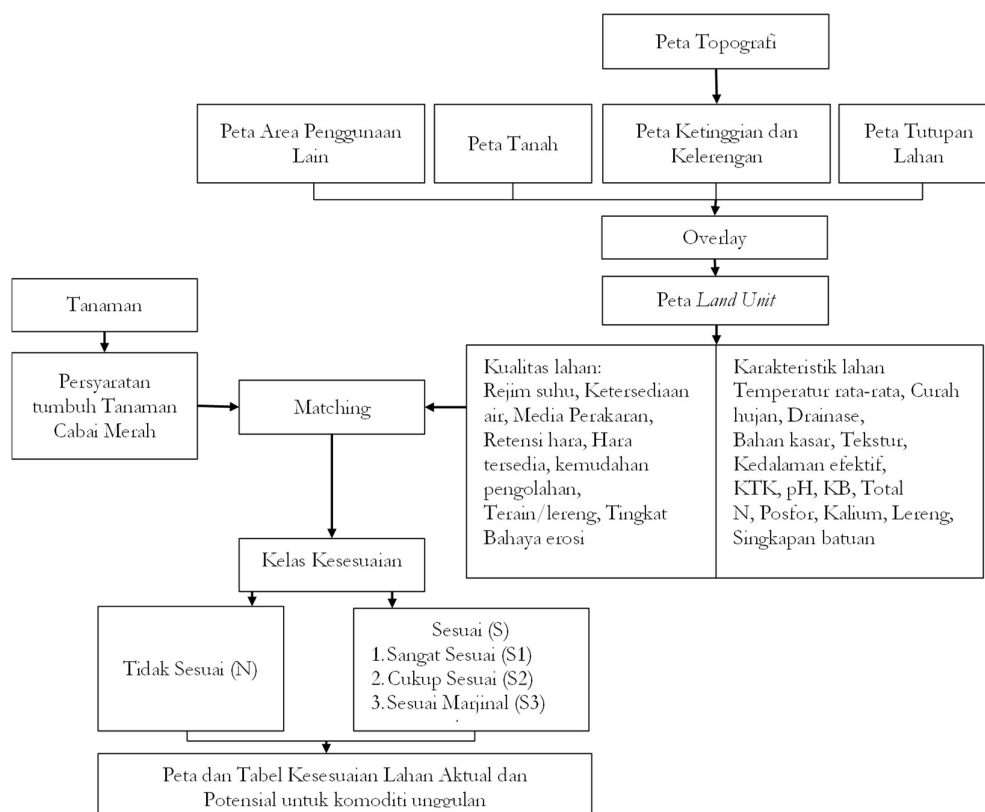 Peta Topografi
Peta Area Penggunaan
Lain
Peta Tanah
Peta Ketinggian dan
Kelerengan
Peta Tutupan
Lahan
Overlay
Peta Land Unit
Tanaman
Persyaratan
tumbuh Tanaman
Cabai Merah
Matching
Kualitas lahan:
Rejim suhu, Ketersediaan
air, Media Perakaran,
Retensi hara, Hara
tersedia, kemudahan
pengolahan,
Terain/lereng, Tingkat
Bahaya erosi
Karakteristik lahan
Temperatur rata-rata, Curah
hujan, Drainase,
Bahan kasar, Tekstur,
Kedalaman efektif,
KTK, pH, KB, Total
N, Posfor, Kalium, Lereng,
Singkapan batuan
Kelas Kesesuaian
Tidak Sesuai (N)
Sesuai (S)
1. Sangat Sesuai (S1)
2. Cukup Sesuai (S2)
3. Sesuai Marjinal (S3)
Peta dan Tabel Kesesuaian Lahan Aktual dan
Potensial untuk komoditi unggulan